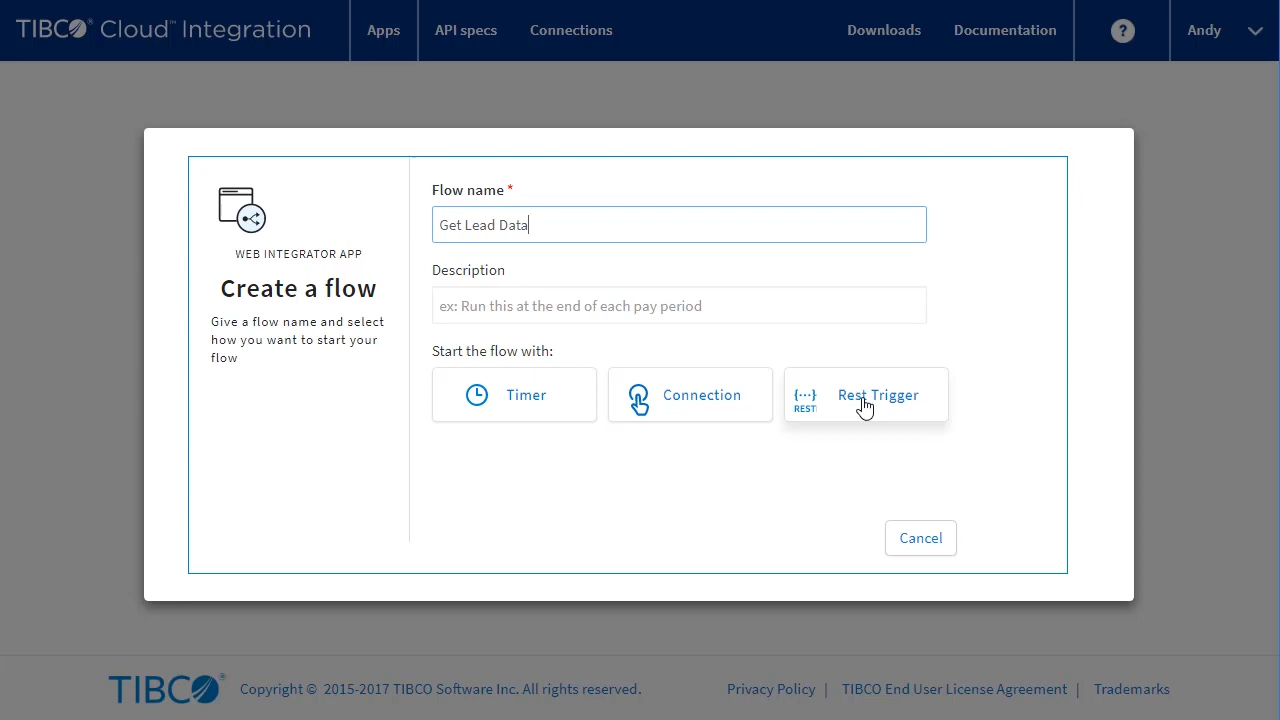 TIBCO® Cloud™ Integration
Apps
API specs
Connections
Downloads
Documentation
?
Andy
WEB INTEGRATOR APP
Create a flow
Give a flow name and select
how you want to start your
flow
Flow name *
Get Lead Data
Description
ex: Run this at the end of each pay period
Start the flow with:
Timer
Connection
{···}
REST
Rest Trigger
Cancel
TIBCO®
Copyright © 2015-2017 TIBCO Software Inc. All rights reserved.
Privacy Policy | TIBCO End User License Agreement | Trademarks